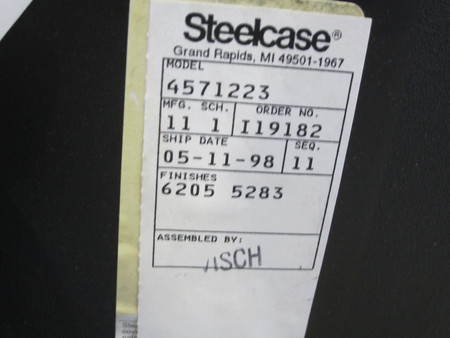 Steelcase®
Grand Rapids, MI 49501-1967
MODEL
4571223
MFG. SCH. ORDER NO.
11 1 I19182
SHIP DATE SEQ.
05-11-98 11
FINISHES
6205 5283
ASSEMBLED BY: